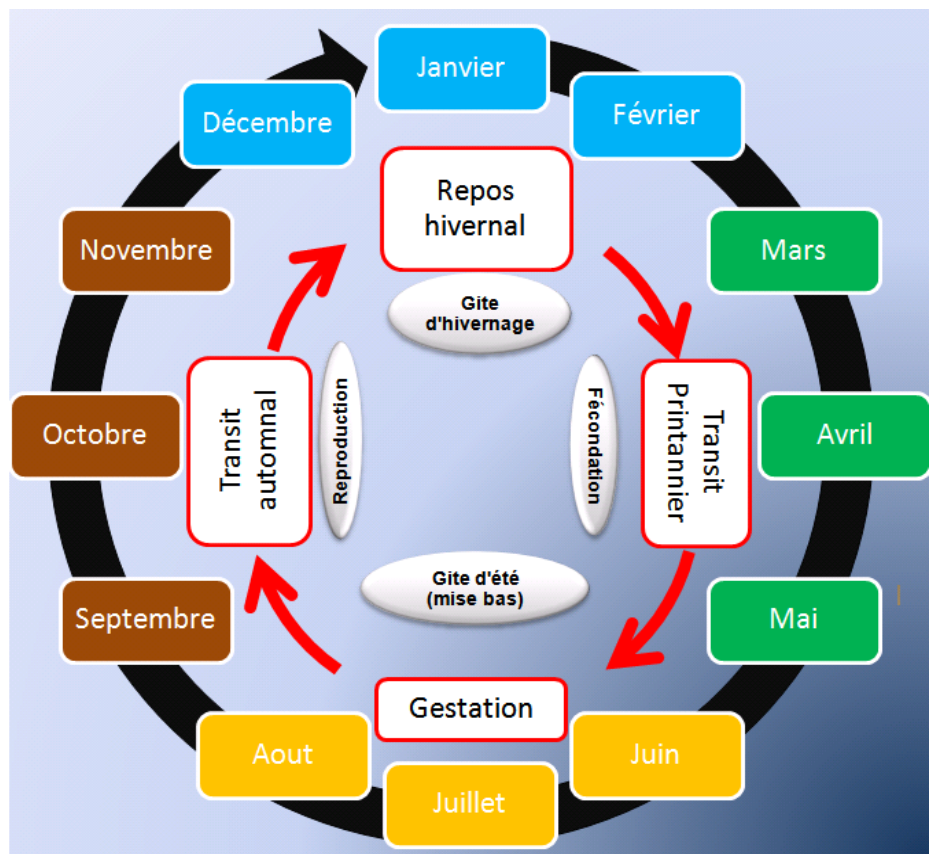 Janvier
Février
Mars
Avril
Mai
Juin
Juillet
Aout
Septembre
Octobre
Novembre
Décembre
Repos
hivernal
Gite
d'hivernage
Transit
Printannier
Fécondation
Gestation
Gite d'été
(mise bas)
Transit
automnal
Reproduction